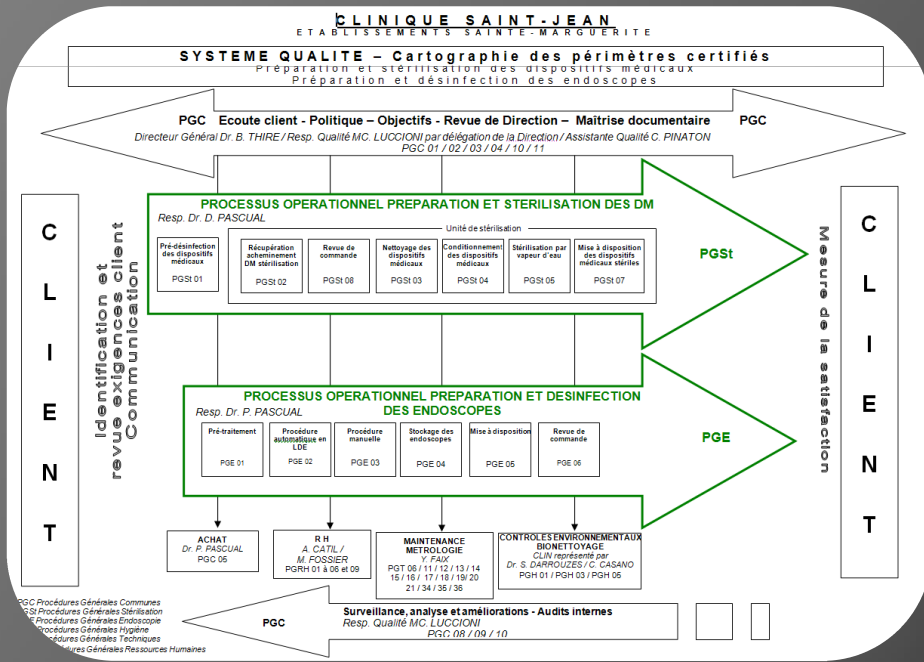 CLINIQUE SAINT-JEAN
ETABLISSEMENTS SAINTE-MARGUERITE
SYSTEME QUALITE – Cartographie des périmètres certifiés
Préparation et stérilisation des dispositifs médicaux
Préparation et désinfection des endoscopes
PGC Ecoute client - Politique – Objectifs - Revue de Direction – Maîtrise documentaire PGC
Directeur Général Dr. B. THIRE / Resp. Qualité MC. LUCCIONI par délégation de la Direction / Assistante Qualité C. PINATON
PGC 01 / 02 / 03 / 04 / 10 / 11
CLIENT
Identification et
revue exigences client
Communication
PROCESSUS OPERATIONNEL PREPARATION ET STERILISATION DES DM
Resp. Dr. D. PASCUAL
Unité de stérilisation
Pré-désinfection
des dispositifs
médicaux
PGSt 01
Récupération
acheminement
DM stérilisation
PGSt 02
Revue de
commande
PGSt 08
Nettoyage des
dispositifs
médicaux
PGSt 03
Conditionnement
des dispositifs
médicaux
PGSt 04
Stérilisation par
vapeur d'eau
PGSt 05
Mise à disposition
des dispositifs
médicaux stériles
PGSt 07
PGSt
PROCESSUS OPERATIONNEL PREPARATION ET DESINFECTION
DES ENDOSCOPES
Resp. Dr. P. PASCUAL
Pré-traitement
PGE 01
Procédure
automatique en
LDE
PGE 02
Procédure
manuelle
PGE 03
Stockage des
endoscopes
PGE 04
Mise à disposition
PGE 05
Revue de
commande
PGE 06
PGE
Mesure de la satisfaction
CLIENT
ACHAT
Dr. P. PASCUAL
PGC 05
R H
A. CATIL /
M. FOSSIER
PGRH 01 à 06 et 09
MAINTENANCE
METROLOGIE
Y. FAIX
PGT 06 / 11 / 12 / 13 / 14
15 / 16 / 17 / 18 / 19/ 20
21 / 34 / 35 / 36
CONTROLES ENVIRONNEMENTAUX
BIONETTOYAGE
CLIN représenté par
Dr. S. DARROUZES / C. CASANO
PGH 01 / PGH 03 / PGH 05
PGC
Surveillance, analyse et améliorations - Audits internes
Resp. Qualité MC. LUCCIONI
PGC 08 / 09 / 10
PGC Procédures Générales Communes
Procédures Générales Stérilisation
Procédures Générales Endoscopie
Procédures Générales Hygiène
Générales Techniques
Générales Ressources Humaines